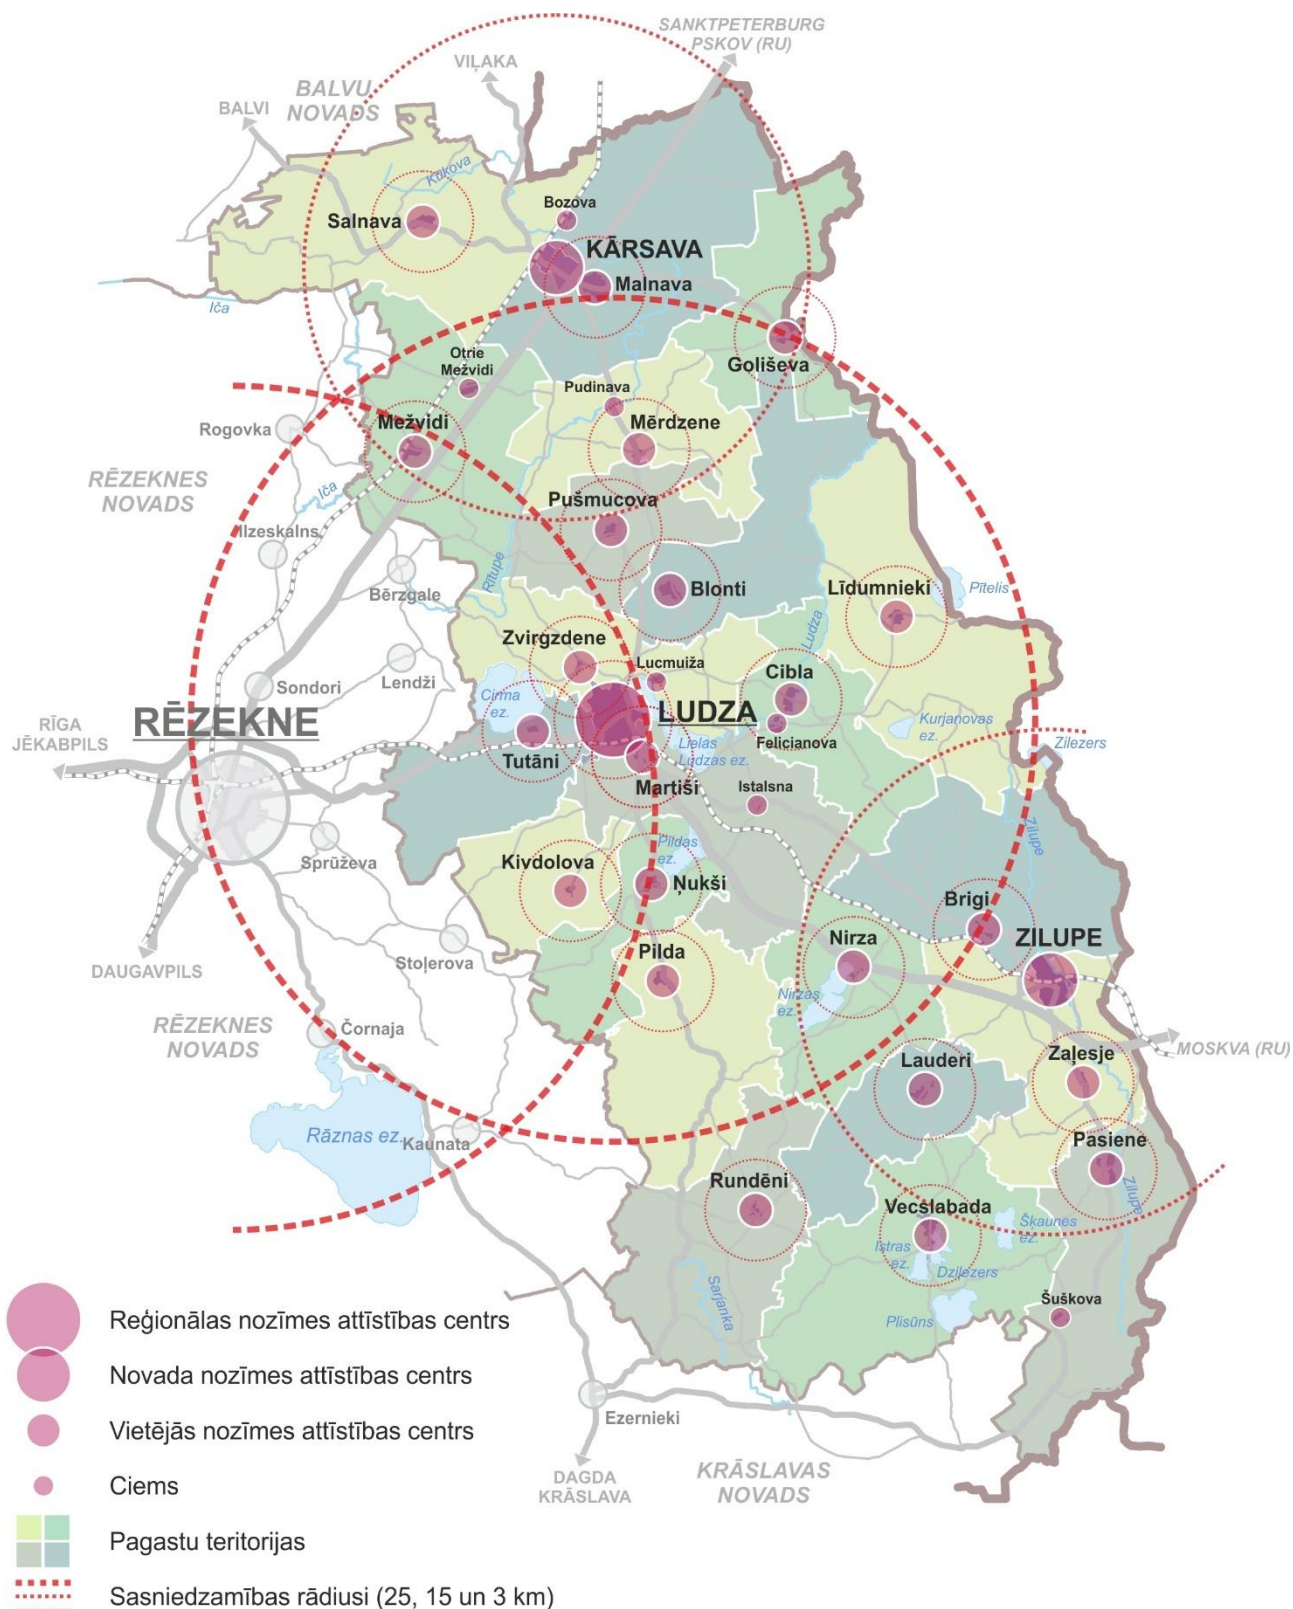 SANKTPETERBURG
PSKOV (RU)
VIĻAKA
BALVU
NOVADS
BALVI
Kūkova
Bozova
Salnava
KĀRSAVA
Malnava
Iča
Goliševa
Otrie
Mežvidi
Pudinava
Mežvidi
Mērdzene
Rogovka
RĒZEKNES
NOVADS
Iča
Pušmucova
Ilzeskalns
Rītupe
Bērzgale
Blonti
Līdumnieki
Pītelis
Ludza
Zvirgzdene
Lucmuiža
Cibla
Lendži
Sondori
Cirma
ez.
RĪGA
JĒKABPILS
RĒZEKNE
LUDZA
Kurjanovas
ez.
Felicianova
Zilezers
Tutāni
Lielas
Ludzas ez.
Martiši
Istalsna
Zilupe
Sprūževa
Pildas
ez.
Kivdolova
Ņukši
Brigi
ZILUPE
Nirza
DAUGAVPILS
Stoļerova
Pilda
Nirzas
ez.
RĒZEKNES
NOVADS
Čornaja
MOSKVA (RU)
Lauderi
Zaļesje
Rāznas ez.
Kaunata
Pasiene
Rundēni
Vecslabada
Zilupe
Šķaunes
ez.
Istras
ez.
Dziļezers
Sarjanka
Šuškova
Plisūns
Ezernieki
DAGDA
KRĀSLAVA
KRĀSLAVAS
NOVADS
Reģionālas nozīmes attīstības centrs
Novada nozīmes attīstības centrs
Vietējās nozīmes attīstības centrs
Ciems
Pagastu teritorijas
Sasniedzamības rādiusi (25, 15 un 3 km)